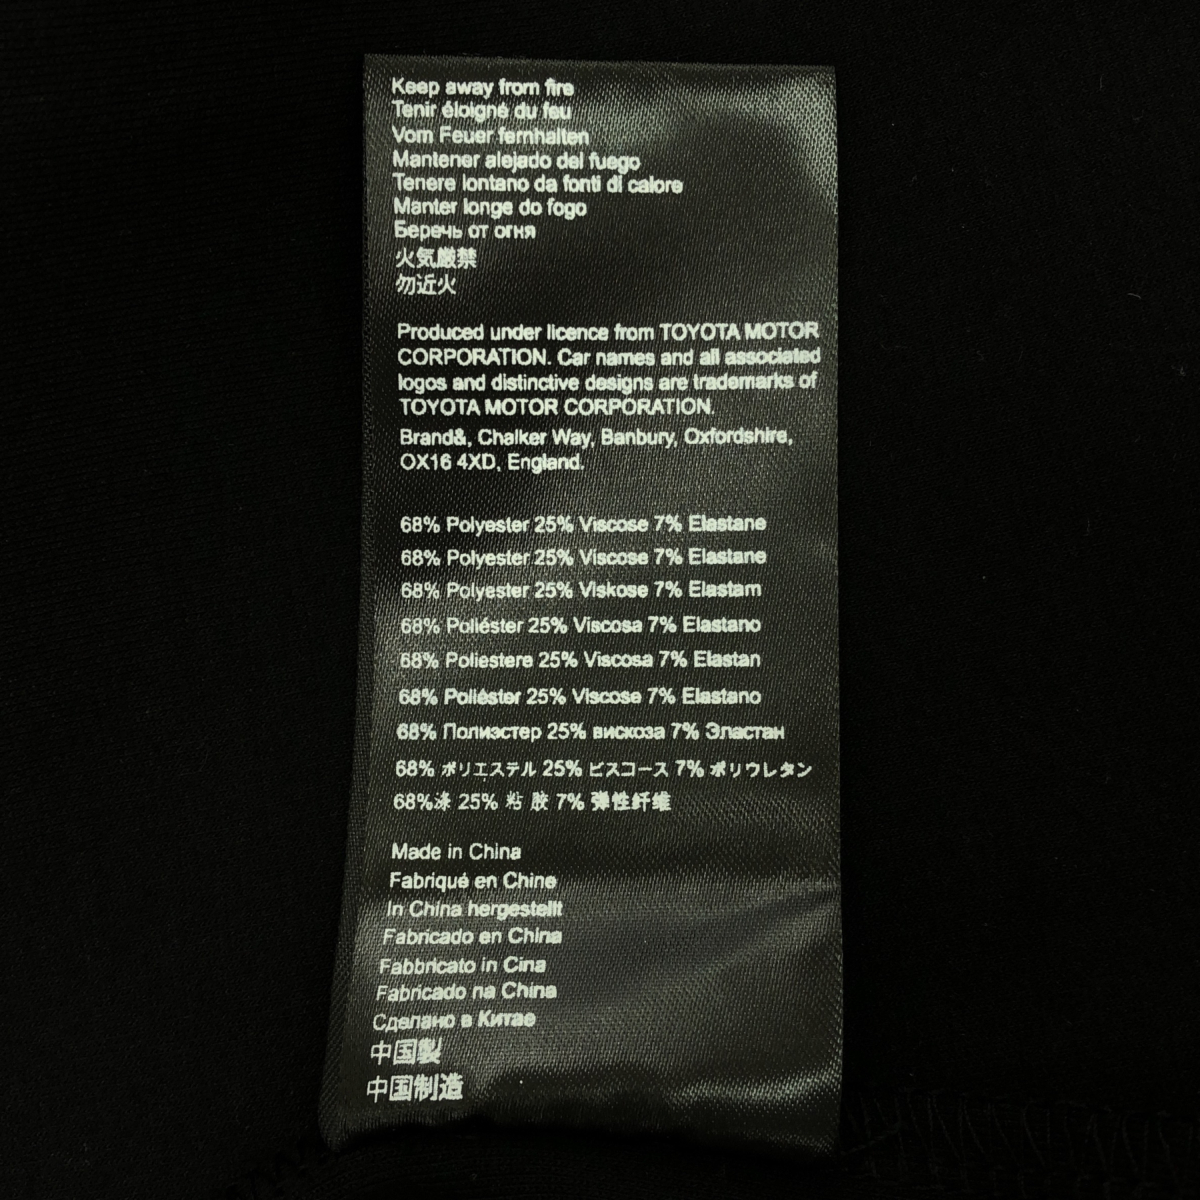 Keep away from fire
Tenir éloigné du feu
Vom Feuer fernhalten
Mantener alejado del fuego
Tenere lontano da fonti di calore
Manter longe do fogo
Беречь от огня
火気厳禁
勿近火
Produced under licence from TOYOTA MOTOR
CORPORATION. Car names and all associated
logos and distinctive designs are trademarks of
TOYOTA MOTOR CORPORATION.
Brand&, Chalker Way, Banbury, Oxfordshire,
OX16 4XD, England.
68% Polyester 25% Viscose 7% Elastane
68% Polyester 25% Viscose 7% Elastane
68% Polyester 25% Viskose 7% Elastam
68% Poliéster 25% Viscosa 7% Elastano
68% Poliestere 25% Viscosa 7% Elastan
68% Poliéster 25% Viscose 7% Elastano
68% Полиэстер 25% вискоза 7% Эластан
68% ポリエステル 25% ビスコース 7% ポリウレタン
68%涤 25% 粘 胶 7% 弹性纤维
Made in China
Fabriqué en Chine
In China hergestellt
Fabricado en China
Fabbricato in Cina
Fabricado na China
Сделано в Китае
中国製
中国制造